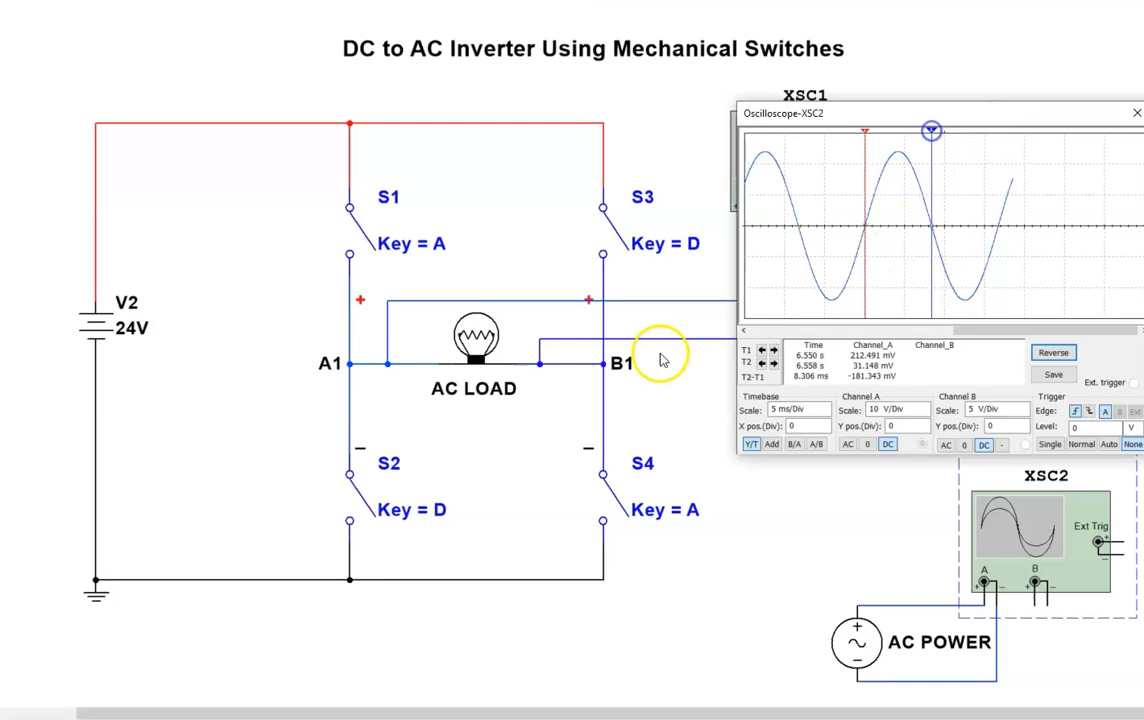 DC to AC Inverter Using Mechanical Switches
XSC1
Oscilloscope-XSC2
S1
Key = A
S3
Key = D
V2
24V
+
+
A1
B1
AC LOAD
S2
Key = D
S4
Key = A
Time Channel_A Channel_B
T1 6.550 s 212.491 mV
T2 6.558 s 31.148 mV
T2-T1 8.306 ms -181.343 mV
Reverse
Save
Ext. trigger
Timebase
Scale: 5 ms/Div
X pos.(Div): 0
Y/T Add B/A A/B
Channel A
Scale: 10 V/Div
Y pos.(Div): 0
AC 0 DC
Channel B
Scale: 5 V/Div
Y pos.(Div): 0
AC 0 DC -
Trigger
Edge: A B Ext
Level: 0 V
Single Normal Auto None
XSC2
Ext Trig
A B
AC POWER